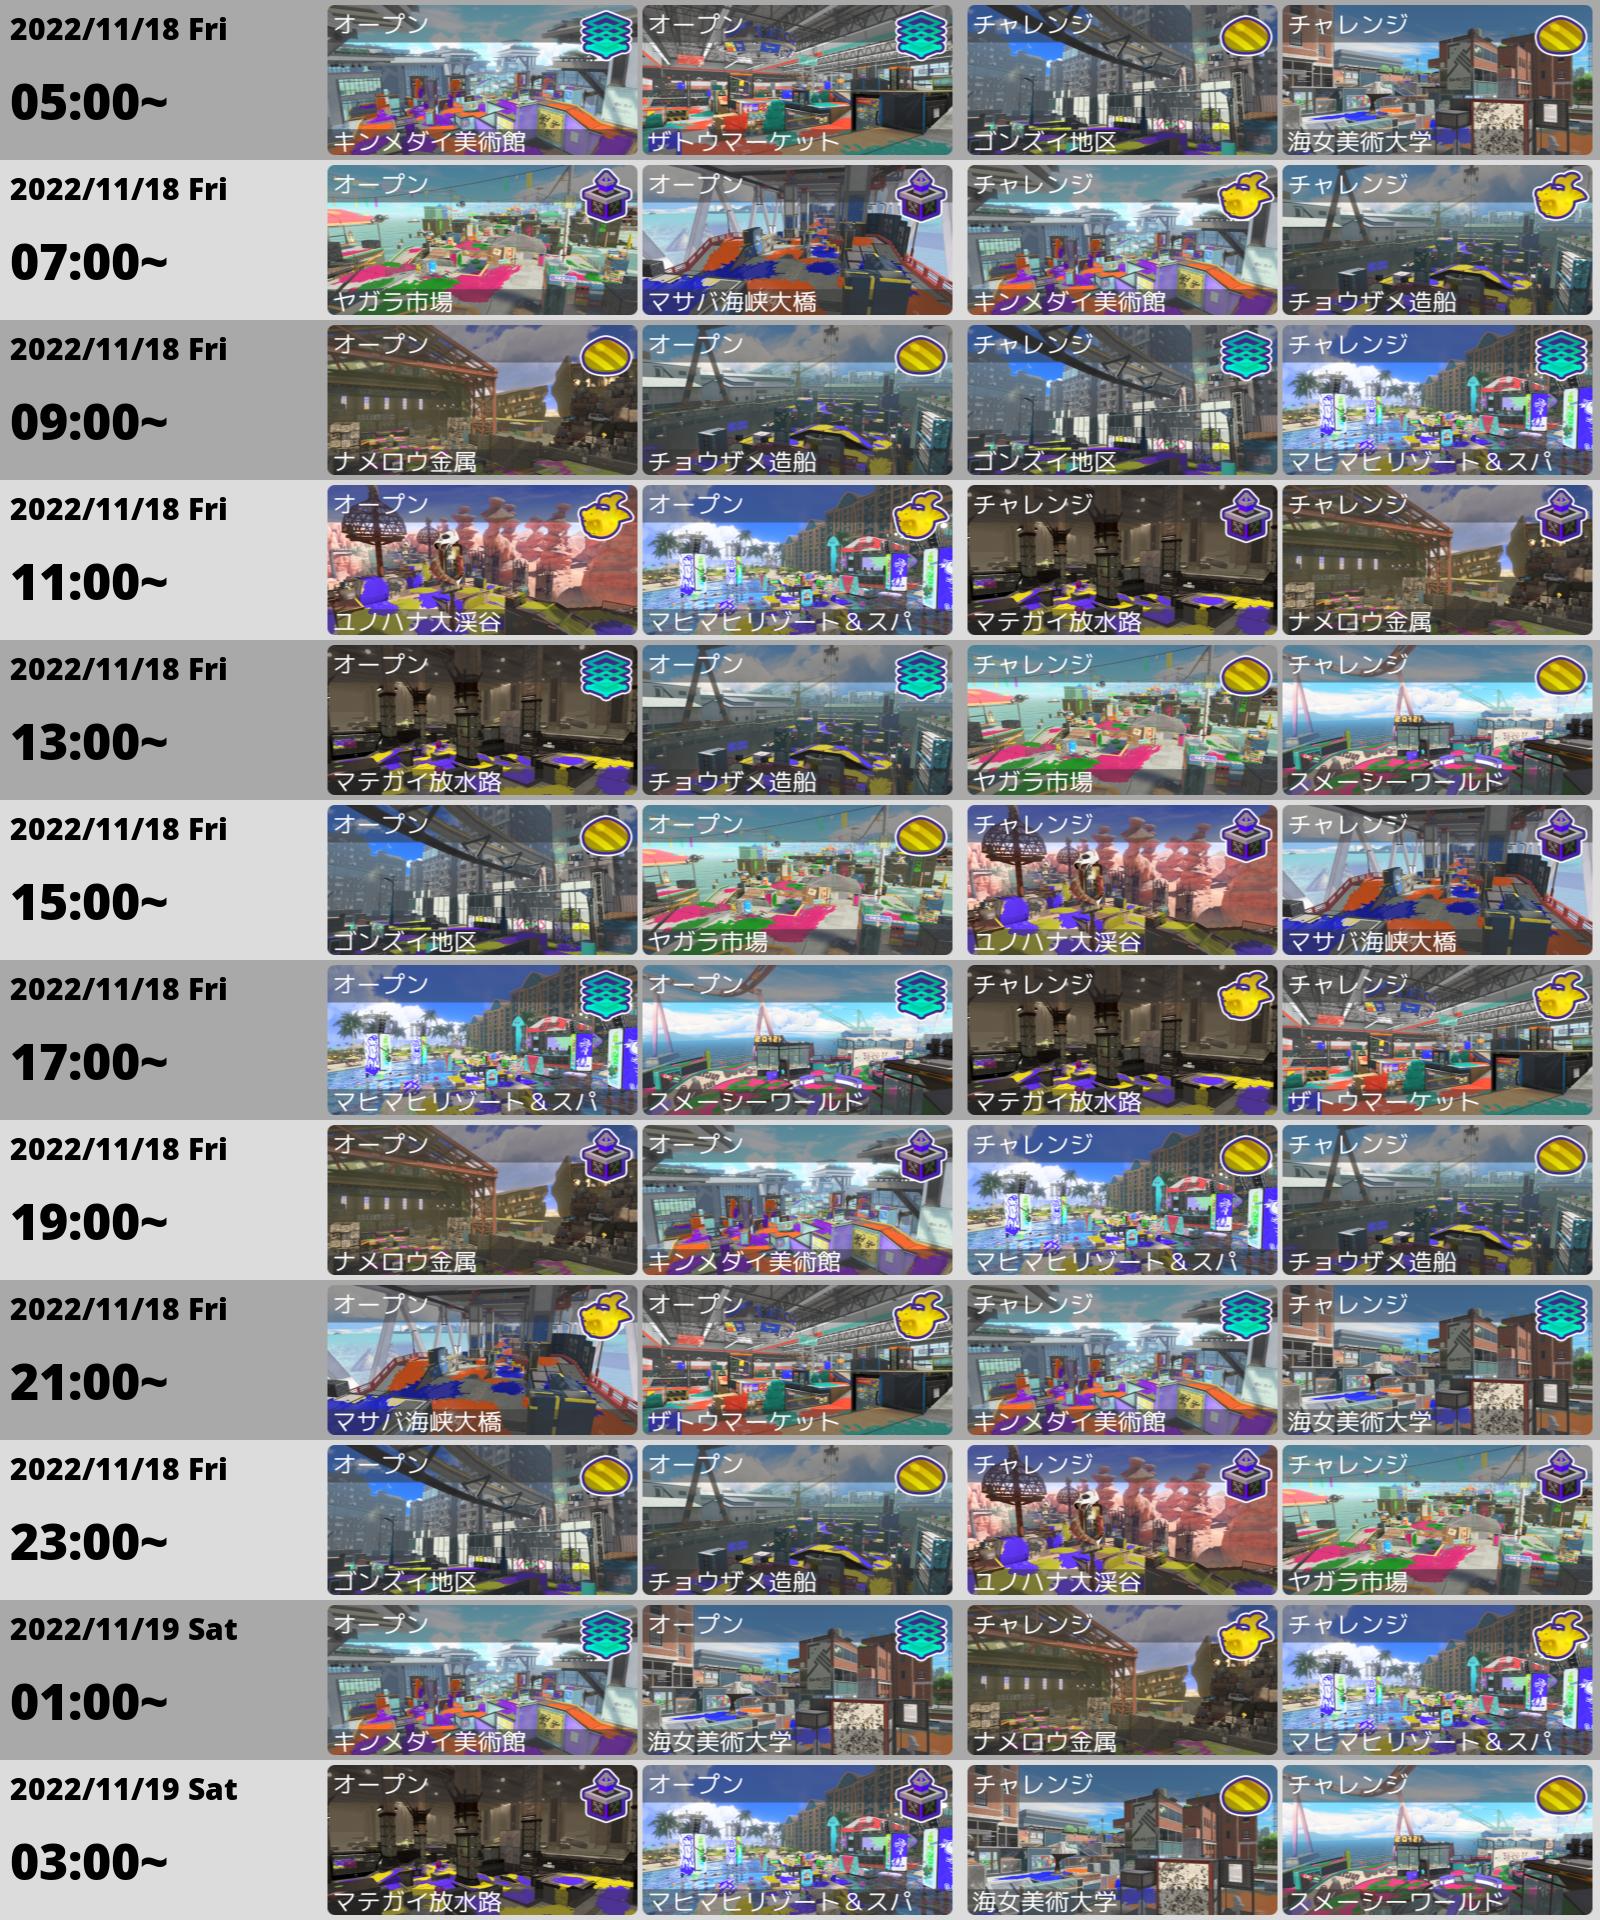 2022/11/18 Fri
05:00~
オープン
キンメダイ美術館
オープン
ザトウマーケット
チャレンジ
ゴンズイ地区
チャレンジ
海女美術大学
2022/11/18 Fri
07:00~
オープン
ヤガラ市場
オープン
マサバ海峡大橋
チャレンジ
キンメダイ美術館
チャレンジ
チョウザメ造船
2022/11/18 Fri
09:00~
オープン
ナメロウ金属
オープン
チョウザメ造船
チャレンジ
ゴンズイ地区
チャレンジ
マヒマヒリゾート&スパ
2022/11/18 Fri
11:00~
オープン
ユノハナ大渓谷
オープン
マヒマヒリゾート&スパ
チャレンジ
マテガイ放水路
チャレンジ
ナメロウ金属
2022/11/18 Fri
13:00~
オープン
マテガイ放水路
オープン
チョウザメ造船
チャレンジ
ヤガラ市場
チャレンジ
スメーシーワールド
2022/11/18 Fri
15:00~
オープン
ゴンズイ地区
オープン
ヤガラ市場
チャレンジ
ユノハナ大渓谷
チャレンジ
マサバ海峡大橋
2022/11/18 Fri
17:00~
オープン
マヒマヒリゾート&スパ
オープン
スメーシーワールド
チャレンジ
マテガイ放水路
チャレンジ
ザトウマーケット
2022/11/18 Fri
19:00~
オープン
ナメロウ金属
オープン
キンメダイ美術館
チャレンジ
マヒマヒリゾート&スパ
チャレンジ
チョウザメ造船
2022/11/18 Fri
21:00~
オープン
マサバ海峡大橋
オープン
ザトウマーケット
チャレンジ
キンメダイ美術館
チャレンジ
海女美術大学
2022/11/18 Fri
23:00~
オープン
ゴンズイ地区
オープン
チョウザメ造船
チャレンジ
ユノハナ大渓谷
チャレンジ
ヤガラ市場
2022/11/19 Sat
01:00~
オープン
キンメダイ美術館
オープン
海女美術大学
チャレンジ
ナメロウ金属
チャレンジ
マヒマヒリゾート&スパ
2022/11/19 Sat
03:00~
オープン
マテガイ放水路
オープン
マヒマヒリゾート&スパ
チャレンジ
海女美術大学
チャレンジ
スメーシーワールド